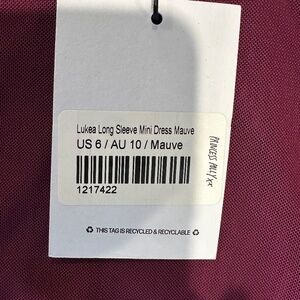 Lukea Long Sleeve Mini Dress Mauve
US 6 / AU 10 / Mauve
1217422
PRINCESS POLLY xx
THIS TAG IS RECYCLED & RECYCLABLE